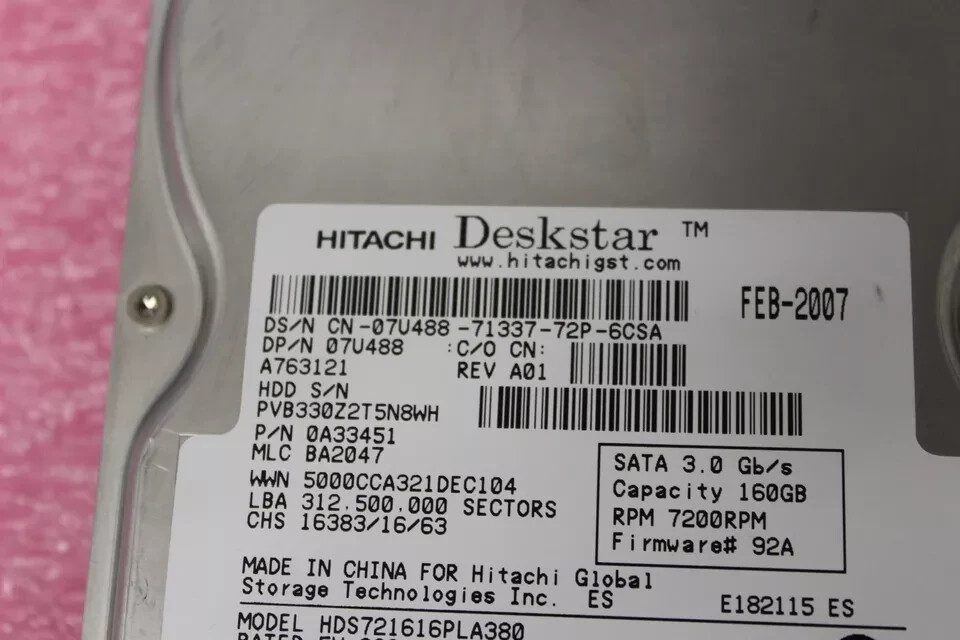 HITACHI Deskstar ™
www.hitachigst.com
FEB-2007
DS/N CN-07U488-71337-72P-6CSA
DP/N 07U488 :C/O CN:
A763121 REV A01
HDD S/N
PVB330Z2T5N8WH
P/N 0A33451
MLC BA2047
WWN 5000CCA321DEC104
LBA 312.500.000 SECTORS
CHS 16383/16/63
SATA 3.0 Gb/s
Capacity 160GB
RPM 7200RPM
Firmware# 92A
MADE IN CHINA FOR Hitachi Global
Storage Technologies Inc. ES E182115 ES
MODEL HDS721616PLA380